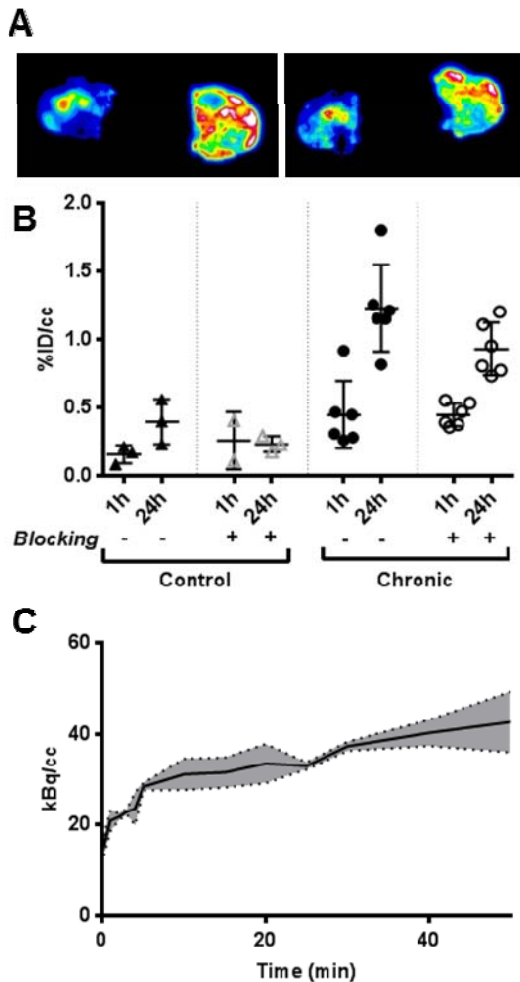 A
B
2.0
1.5
1.0
0.5
0.0
%ID/cc
1h 24h 1h 24h 1h 24h 1h 24h
Blocking - - + + - - + +
Control Chronic
C
60
40
20
0
kBq/cc
0 20 40
Time (min)